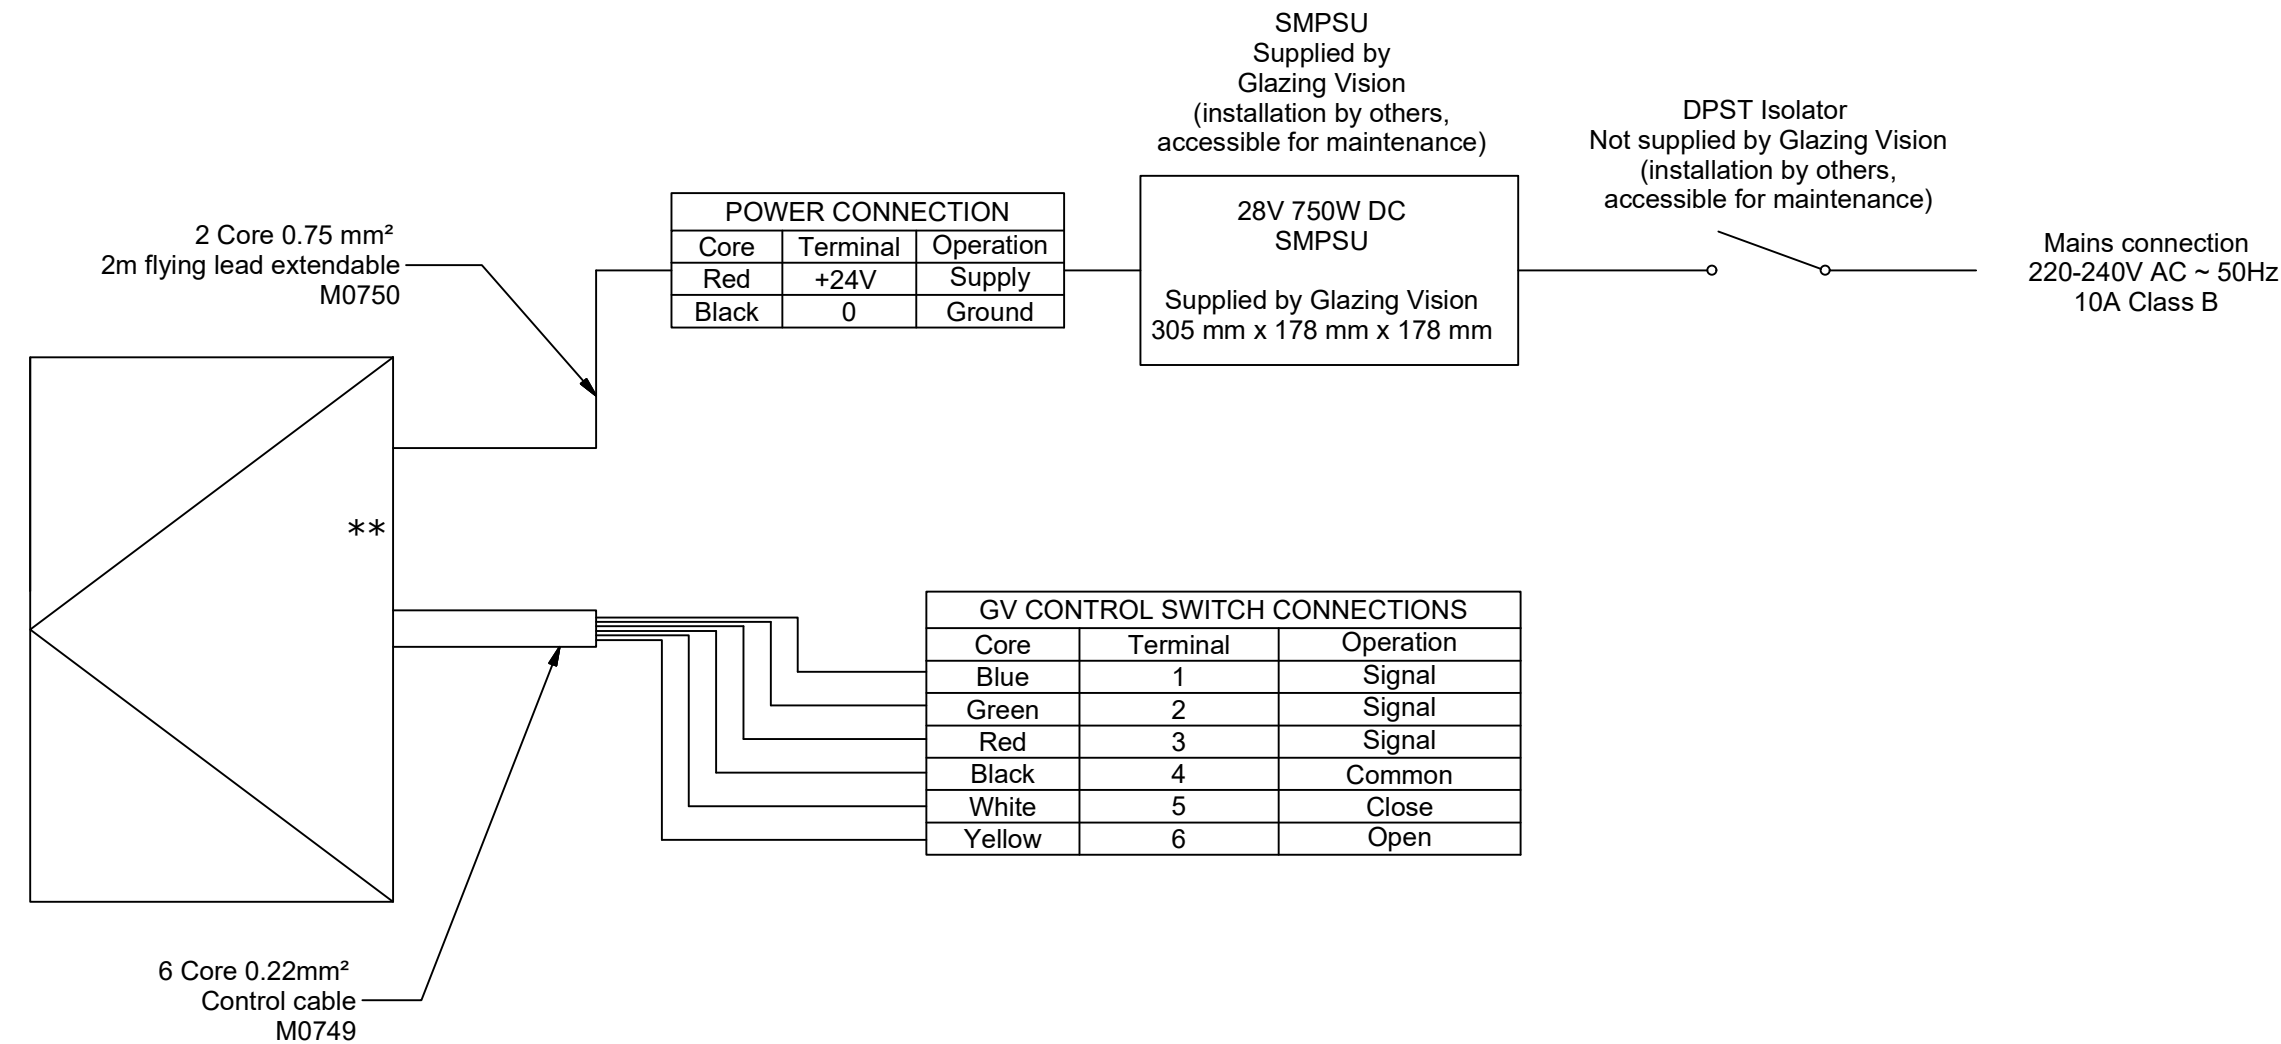 SMPSU
Supplied by
Glazing Vision
(installation by others,
accessible for maintenance)
DPST Isolator
Not supplied by Glazing Vision
(installation by others,
accessible for maintenance)
2 Core 0.75 mm²
2m flying lead extendable
M0750
POWER CONNECTION
Core Terminal Operation
Red +24V Supply
Black 0 Ground
28V 750W DC
SMPSU
Supplied by Glazing Vision
305 mm x 178 mm x 178 mm
Mains connection
220-240V AC ~ 50Hz
10A Class B
**
GV CONTROL SWITCH CONNECTIONS
Core Terminal Operation
Blue 1 Signal
Green 2 Signal
Red 3 Signal
Black 4 Common
White 5 Close
Yellow 6 Open
6 Core 0.22mm²
Control cable
M0749